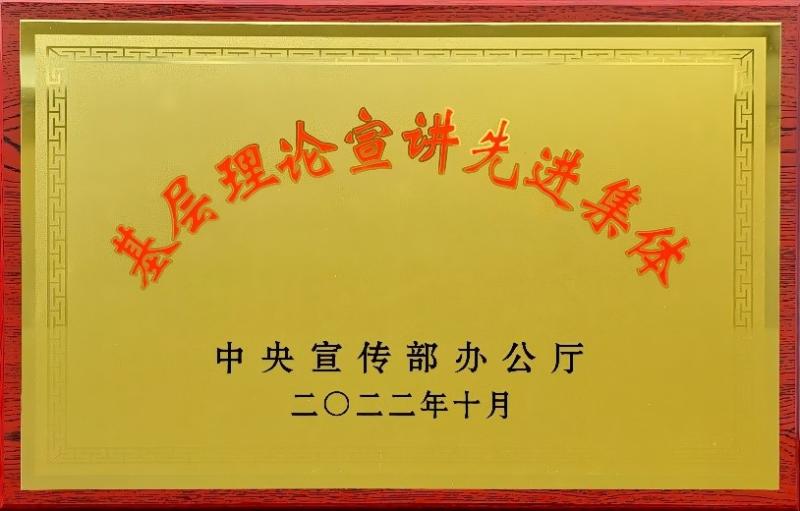 基层理论宣讲先进集体
中央宣传部办公厅
二〇二二年十月